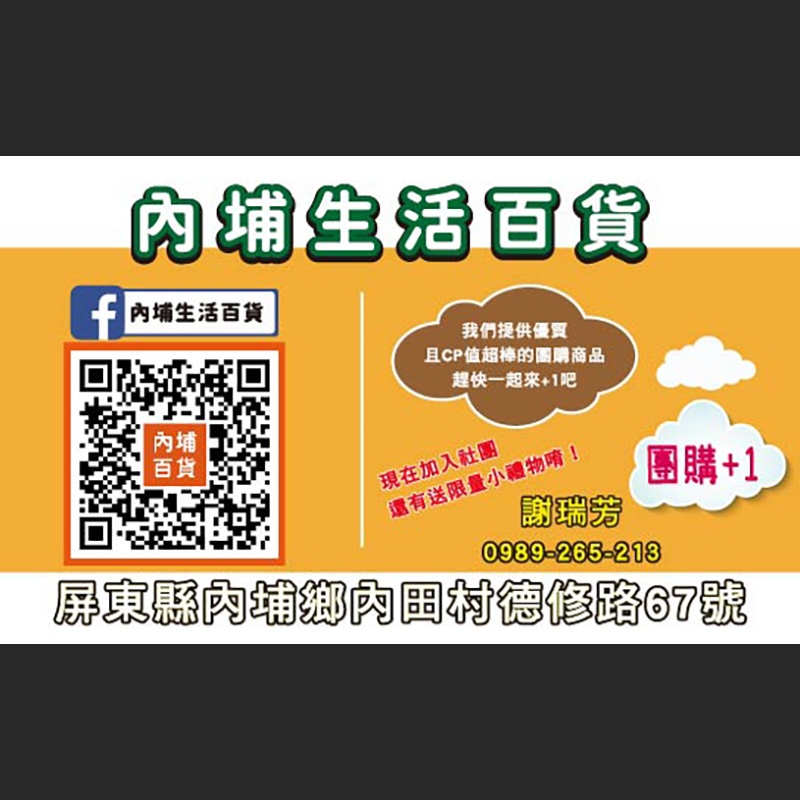 內埔生活百貨
f 內埔生活百貨
內埔
百貨
我們提供優質
且CP值超棒的團購商品
趕快一起來+1吧
現在加入社團
還有送限量小禮物唷！
團購+1
謝瑞芳
0989-265-213
屏東縣內埔鄉內田村德修路67號